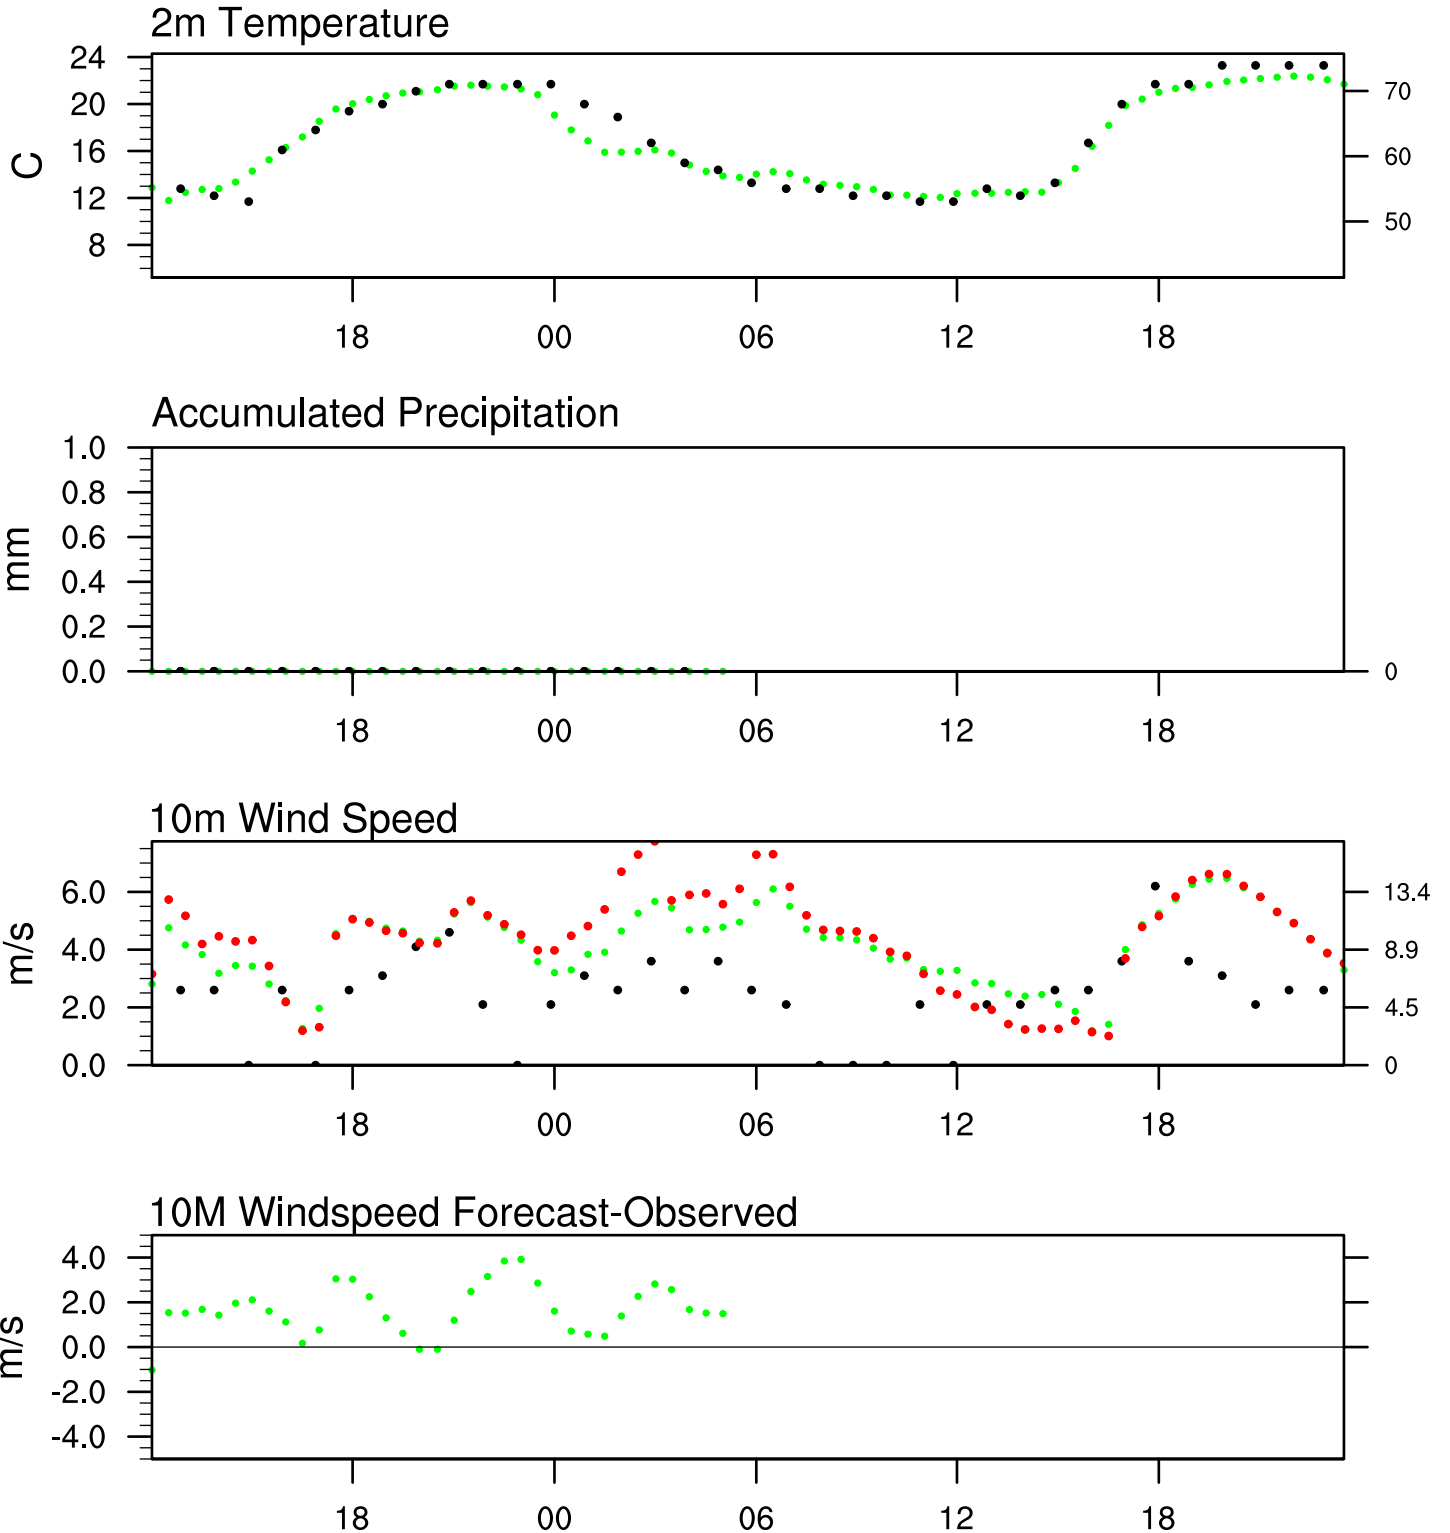 2m Temperature
24
20
16
12
8
C
70
60
50
18 00 06 12 18
Accumulated Precipitation
1.0
0.8
0.6
0.4
0.2
0.0
mm
0
18 00 06 12 18
10m Wind Speed
6.0
4.0
2.0
0.0
m/s
13.4
8.9
4.5
0
18 00 06 12 18
10M Windspeed Forecast-Observed
4.0
2.0
0.0
-2.0
-4.0
m/s
18 00 06 12 18